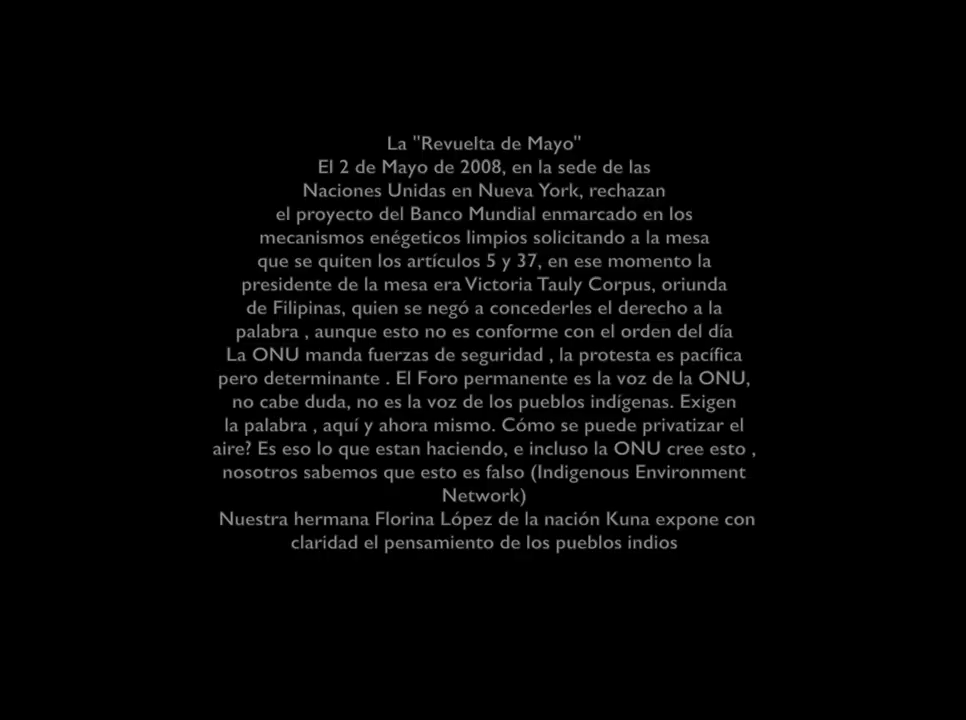 La "Revuelta de Mayo"
El 2 de Mayo de 2008, en la sede de las
Naciones Unidas en Nueva York, rechazan
el proyecto del Banco Mundial enmarcado en los
mecanismos enégeticos limpios solicitando a la mesa
que se quiten los artículos 5 y 37, en ese momento la
presidente de la mesa era Victoria Tauly Corpus, oriunda
de Filipinas, quien se negó a concederles el derecho a la
palabra , aunque esto no es conforme con el orden del día
La ONU manda fuerzas de seguridad , la protesta es pacífica
pero determinante . El Foro permanente es la voz de la ONU,
no cabe duda, no es la voz de los pueblos indígenas. Exigen
la palabra , aquí y ahora mismo. Cómo se puede privatizar el
aire? Es eso lo que estan haciendo, e incluso la ONU cree esto ,
nosotros sabemos que esto es falso (Indigenous Environment
Network)
Nuestra hermana Florina López de la nación Kuna expone con
claridad el pensamiento de los pueblos indios